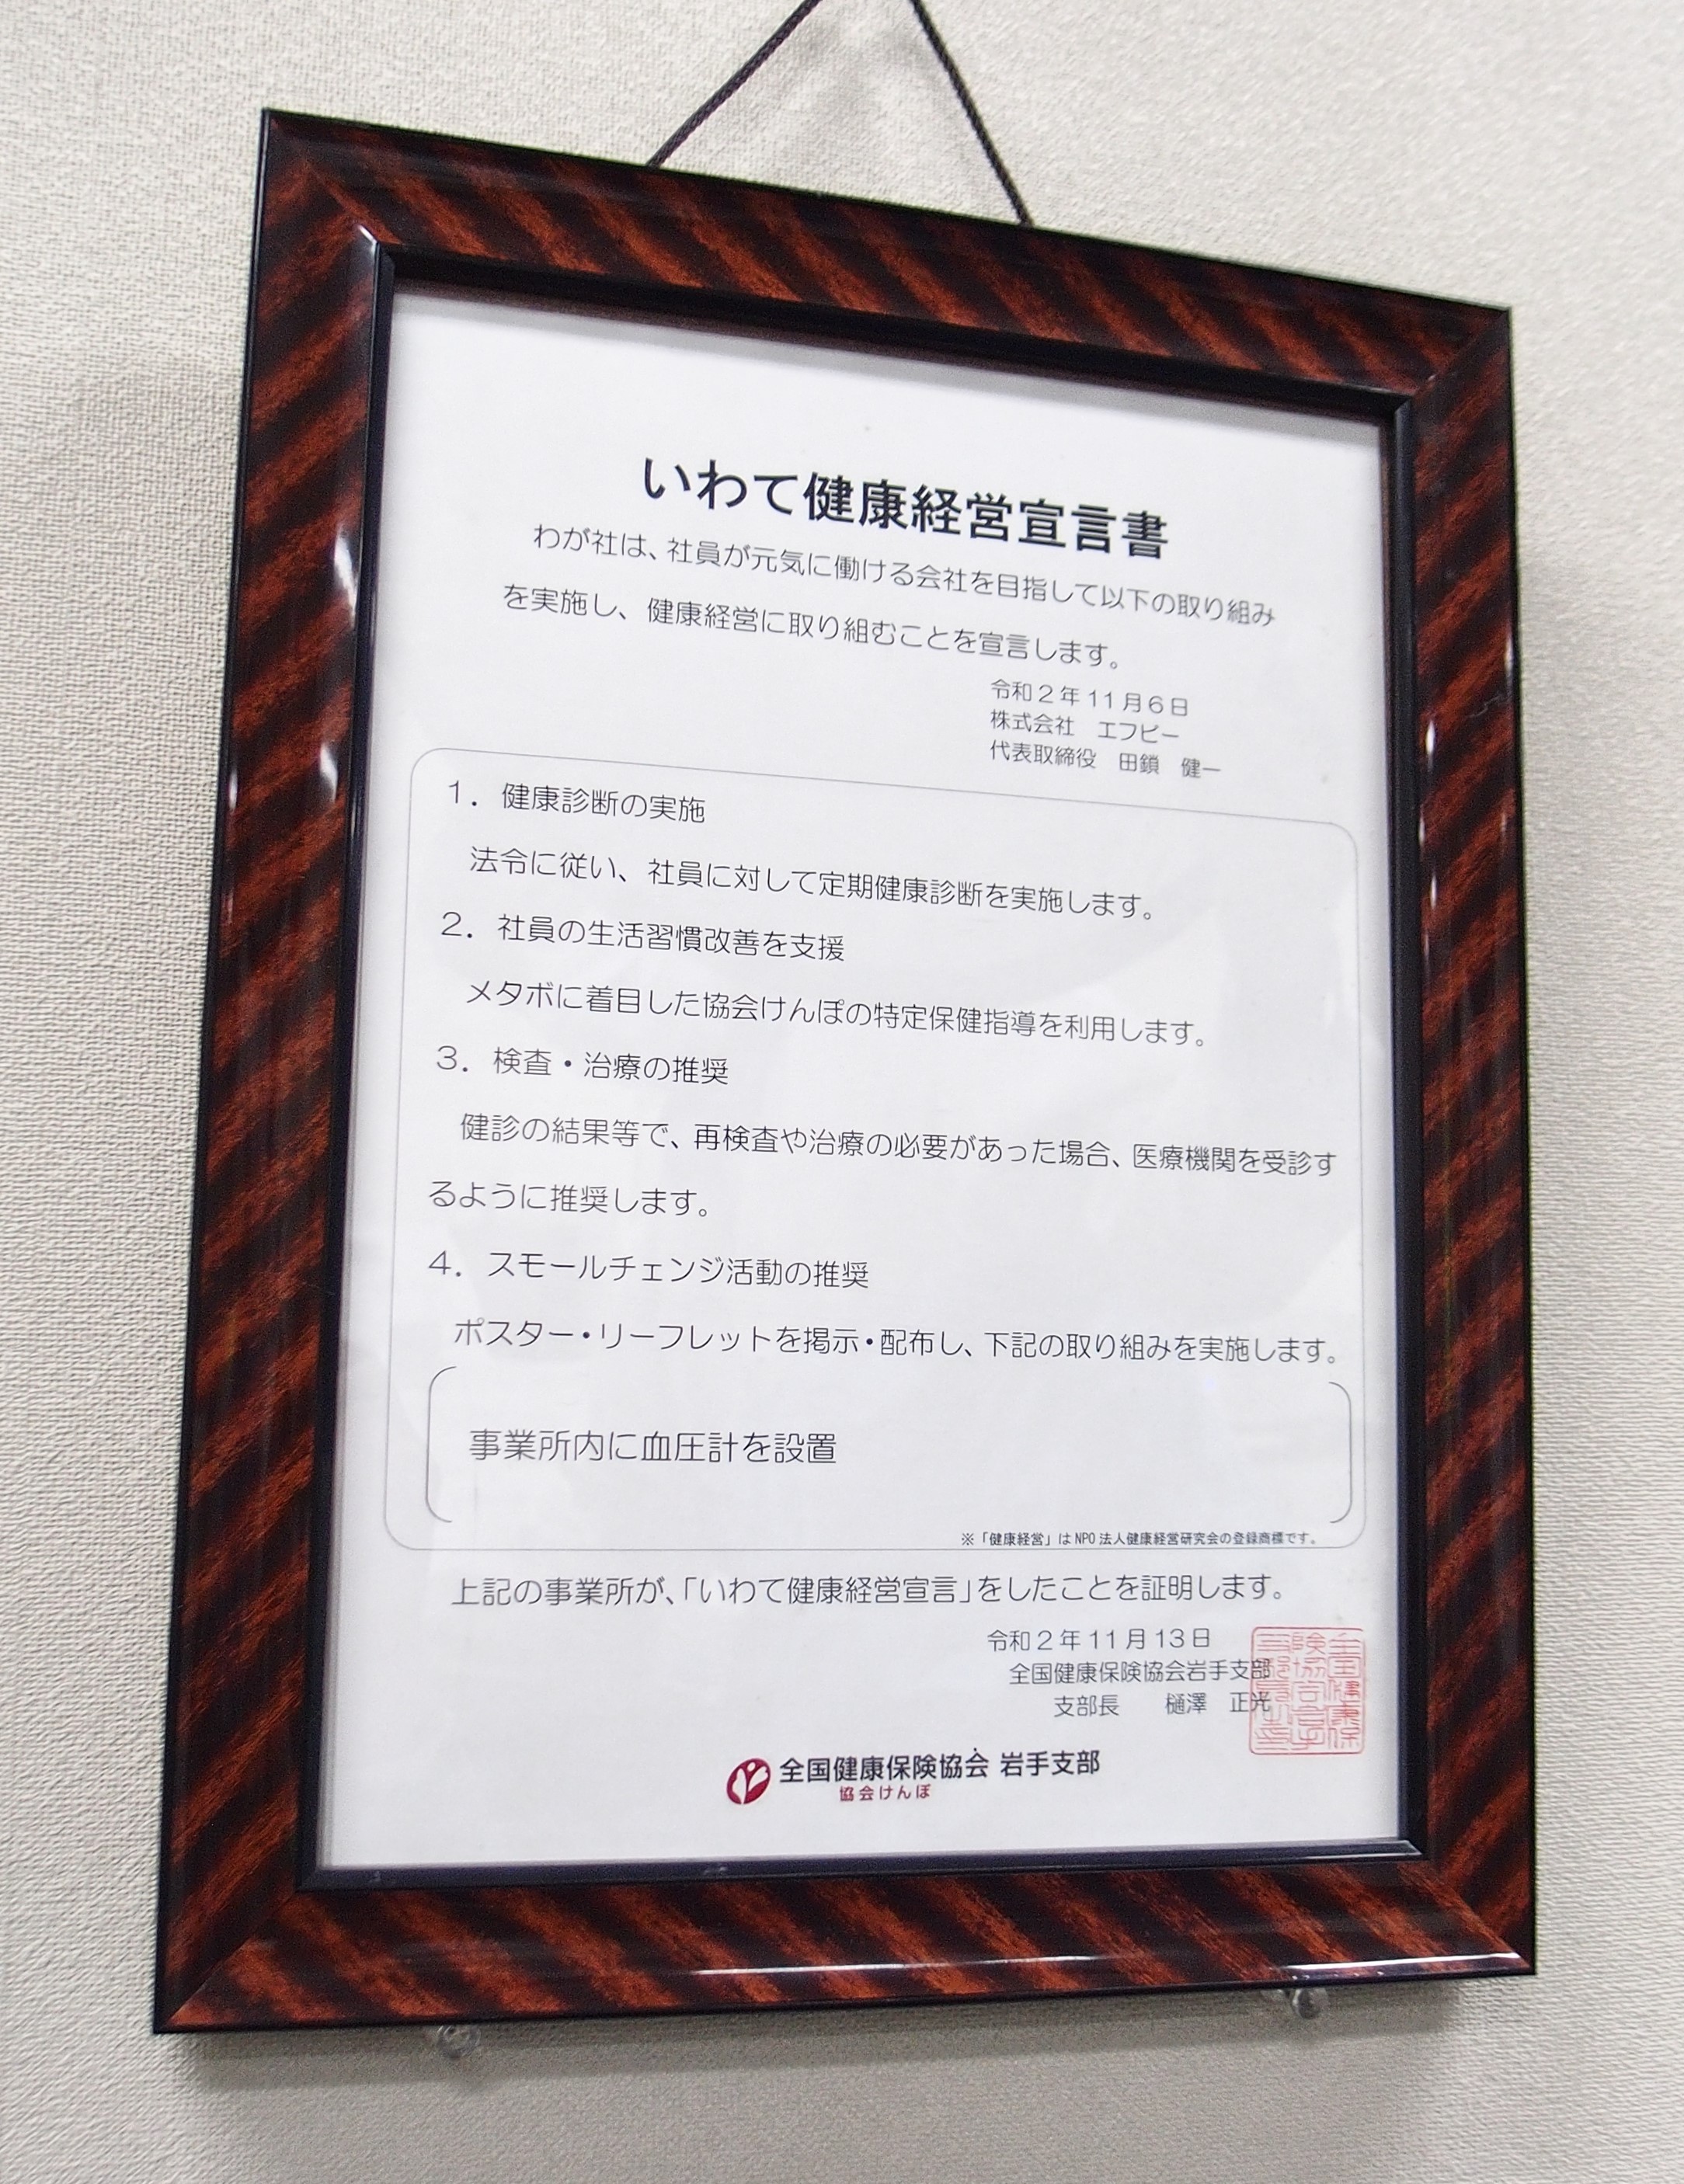 いわて健康経営宣言書
わが社は、社員が元気に働ける会社を目指して以下の取り組み
を実施し、健康経営に取り組むことを宣言します。
令和2年11月6日
株式会社　エフビー
代表取締役　田鎖　健一
1．健康診断の実施
法令に従い、社員に対して定期健康診断を実施します。
2．社員の生活習慣改善を支援
メタボに着目した協会けんぽの特定保健指導を利用します。
3．検査・治療の推奨
健診の結果等で、再検査や治療の必要があった場合、医療機関を受診す
るように推奨します。
4．スモールチェンジ活動の推奨
ポスター・リーフレットを掲示・配布し、下記の取り組みを実施します。
事業所内に血圧計を設置
※「健康経営」はNPO法人健康経営研究会の登録商標です。
上記の事業所が、「いわて健康経営宣言」をしたことを証明します。
令和2年11月13日
全国健康保険協会岩手支部
支部長　樋澤　正光
全国健康保険協会 岩手支部
協会けんぽ